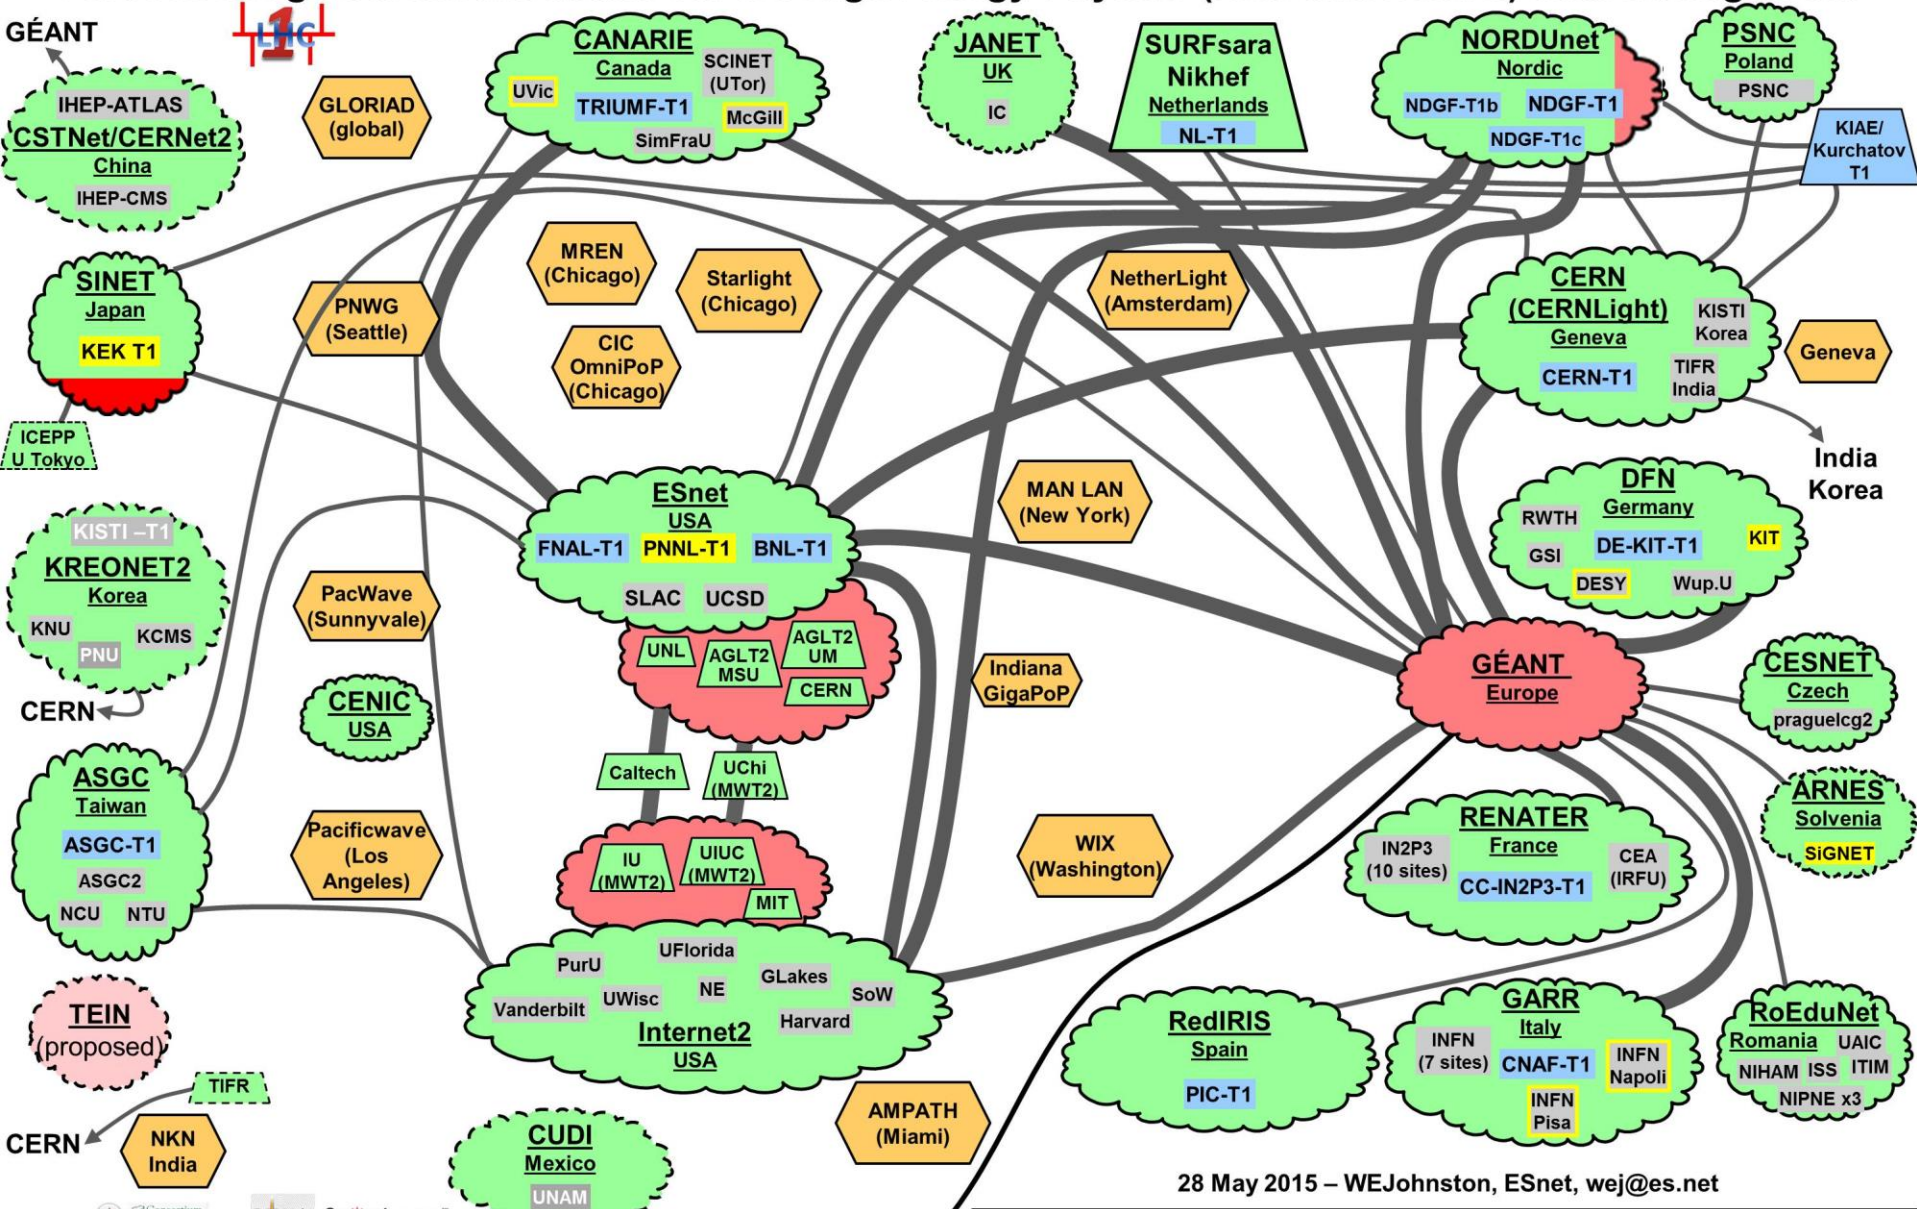 GÉANT
LHC
1
IHEP-ATLAS
CSTNet/CERNet2
China
IHEP-CMS
GLORIAD
(global)
CANARIE
Canada
UVic
SCINET
(UTor)
TRIUMF-T1
McGill
SimFraU
JANET
UK
IC
SURFsara
Nikhef
Netherlands
NL-T1
NORDUnet
Nordic
NDGF-T1b
NDGF-T1
NDGF-T1c
PSNC
Poland
PSNC
KIAE/
Kurchatov
T1
SINET
Japan
KEK T1
ICEPP
U Tokyo
PNWG
(Seattle)
MREN
(Chicago)
Starlight
(Chicago)
CIC
OmniPoP
(Chicago)
NetherLight
(Amsterdam)
CERN
(CERNLight)
Geneva
KISTI
Korea
CERN-T1
TIFR
India
Geneva
India
Korea
KISTI –T1
KREONET2
Korea
KNU
KCMS
PNU
CERN
PacWave
(Sunnyvale)
ESnet
USA
FNAL-T1
PNNL-T1
BNL-T1
SLAC
UCSD
UNL
AGLT2
MSU
AGLT2
UM
CERN
MAN LAN
(New York)
DFN
Germany
RWTH
GSI
DE-KIT-T1
KIT
DESY
Wup.U
GÉANT
Europe
Indiana
GigaPoP
CESNET
Czech
praguelcg2
CENIC
USA
Caltech
UChi
(MWT2)
ASGC
Taiwan
ASGC-T1
ASGC2
NCU
NTU
Pacificwave
(Los
Angeles)
IU
(MWT2)
UIUC
(MWT2)
MIT
WIX
(Washington)
RENATER
France
IN2P3
(10 sites)
CEA
(IRFU)
CC-IN2P3-T1
ARNES
Solvenia
SiGNET
PurU
UFlorida
GLakes
Vanderbilt
UWisc
NE
SoW
Harvard
Internet2
USA
TEIN
(proposed)
TIFR
CERN
NKN
India
CUDI
Mexico
UNAM
AMPATH
(Miami)
RedIRIS
Spain
PIC-T1
GARR
Italy
INFN
(7 sites)
CNAF-T1
INFN
Napoli
INFN
Pisa
RoEduNet
Romania
UAIC
NIHAM
ISS
ITIM
NIPNE x3
28 May 2015 – WEJohnston, ESnet, wej@es.net